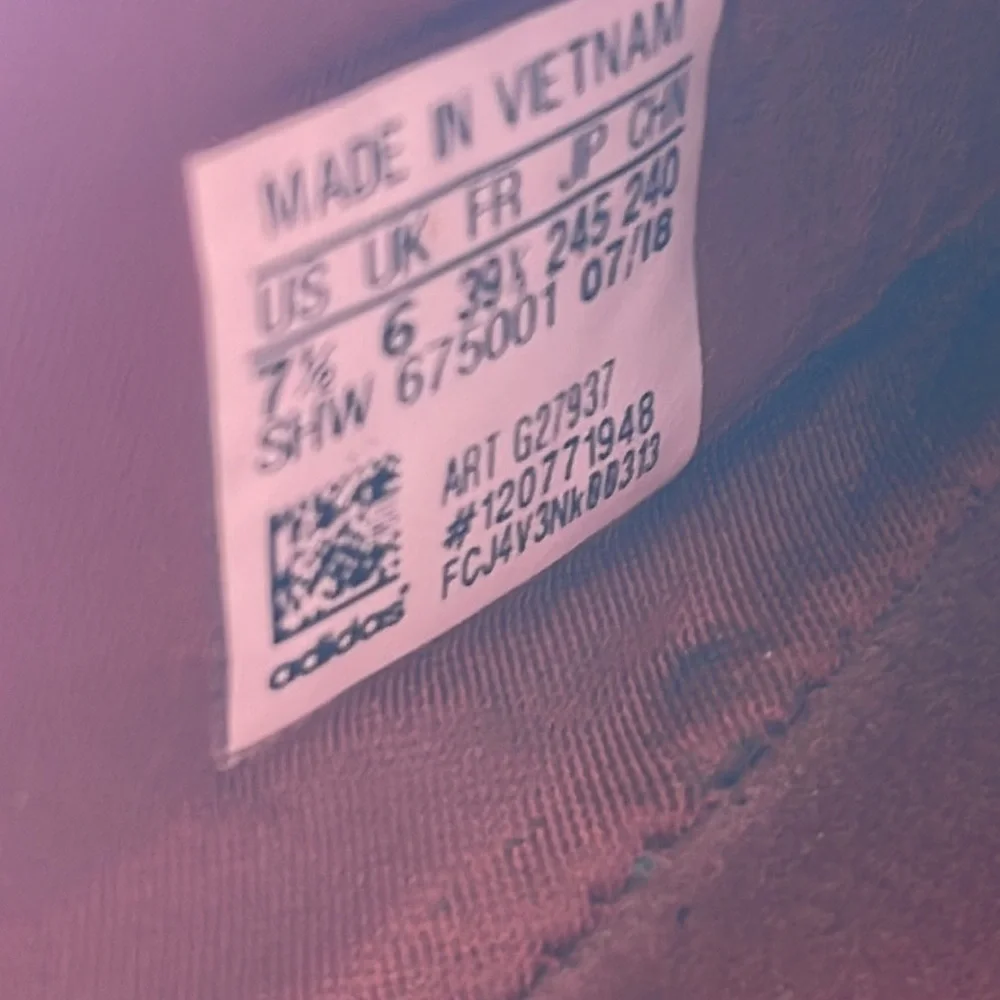 MADE IN VIETNAM
US UK FR JP CHN
7½ 6 39⅓ 245 240
SHW 675001 07/18
ART G27937
#120771948
adidas